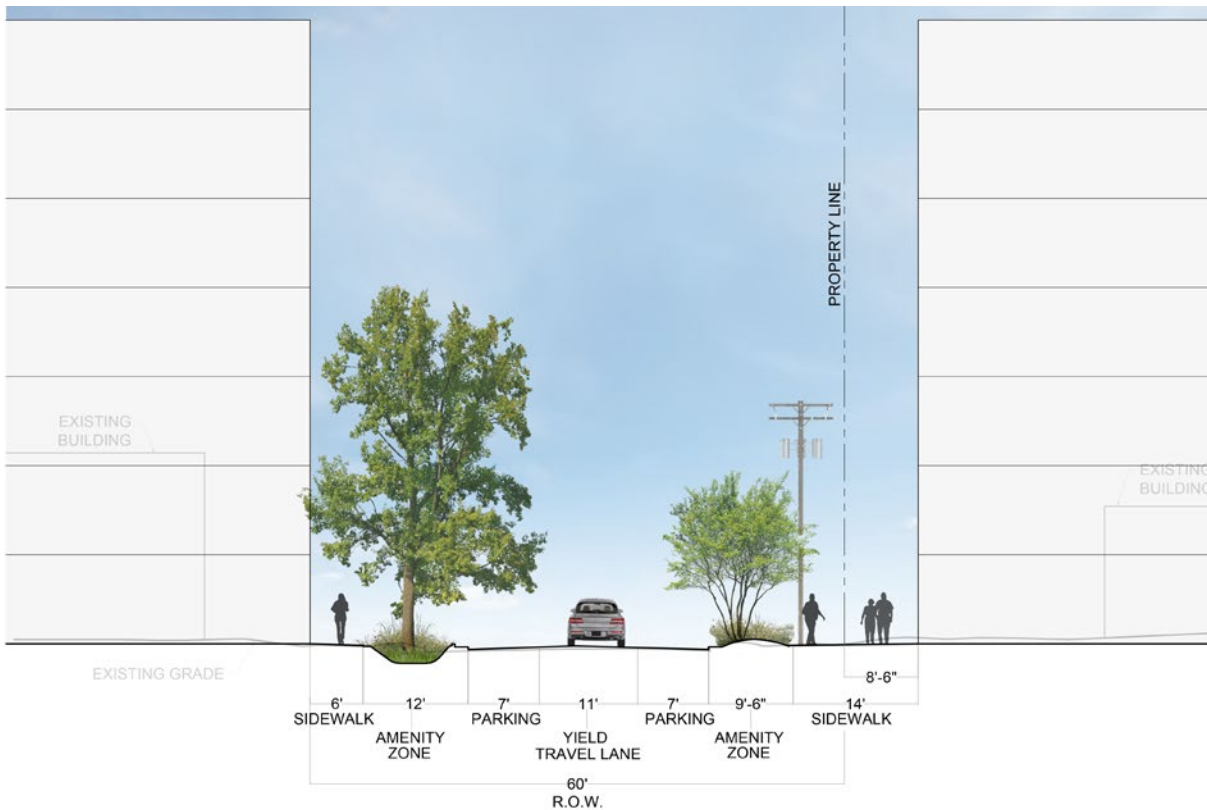 PROPERTY LINE
EXISTING
BUILDING
EXISTING
BUILDING
EXISTING GRADE
8'-6"
6'
12'
7'
11'
7'
9'-6"
14'
SIDEWALK
PARKING
PARKING
SIDEWALK
AMENITY
ZONE
YIELD
TRAVEL LANE
AMENITY
ZONE
60'
R.O.W.